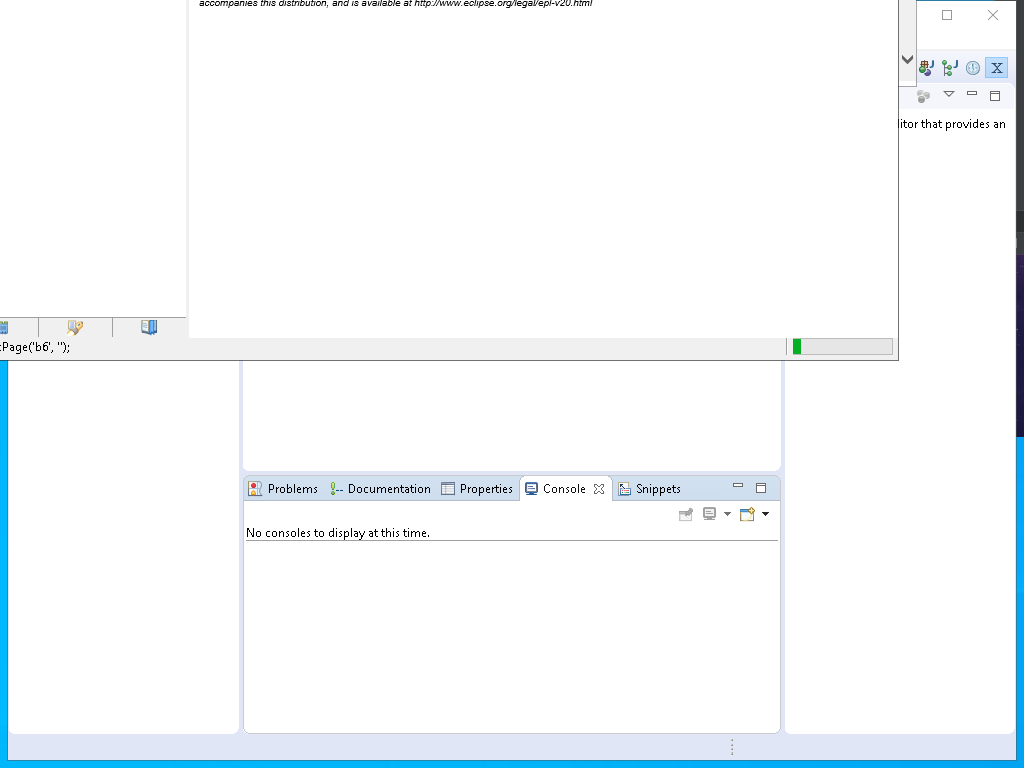 accompanies this distribution, and is available at http://www.eclipse.org/legal/epl-v20.html
X
itor that provides an
Page('b6', '');
Problems
Documentation
Properties
Console
Snippets
No consoles to display at this time.